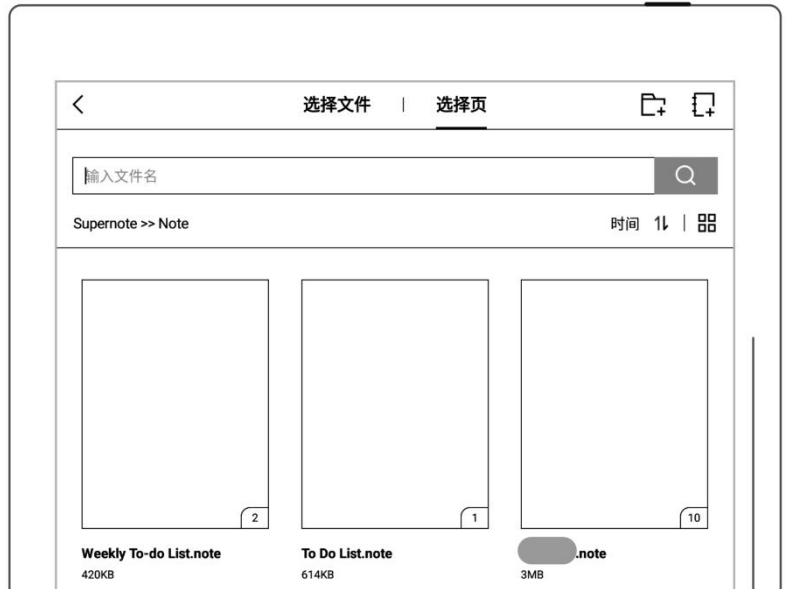 选择文件 | 选择页
输入文件名
Supernote >> Note 时间
2 1 10
Weekly To-do List.note To Do List.note .note
420KB 614KB 3MB